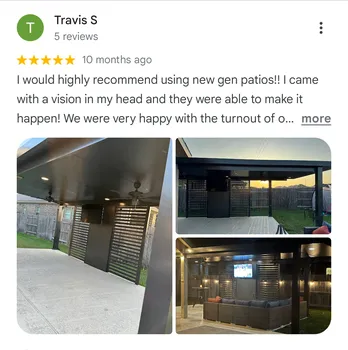 T
Travis S
5 reviews
10 months ago
I would highly recommend using new gen patios!! I came
with a vision in my head and they were able to make it
happen! We were very happy with the turnout of o... more